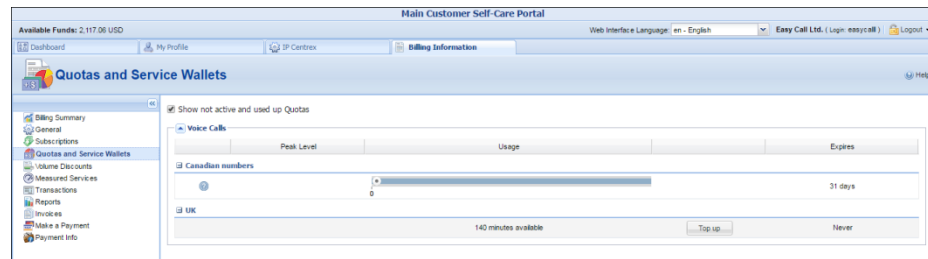 Main Customer Self-Care Portal
Available Funds: 2,117.06 USD Web Interface Language: en - English Easy Call Ltd. (Login: easycall) Logout
Dashboard My Profile IP Centrex Billing Information
Quotas and Service Wallets Help
Billing Summary
General
Subscriptions
Quotas and Service Wallets
Volume Discounts
Measured Services
Transactions
Reports
Invoices
Make a Payment
Payment Info
Show not active and used up Quotas
Voice Calls
Peak Level Usage Expires
Canadian numbers
0 31 days
UK
140 minutes available Top up Never